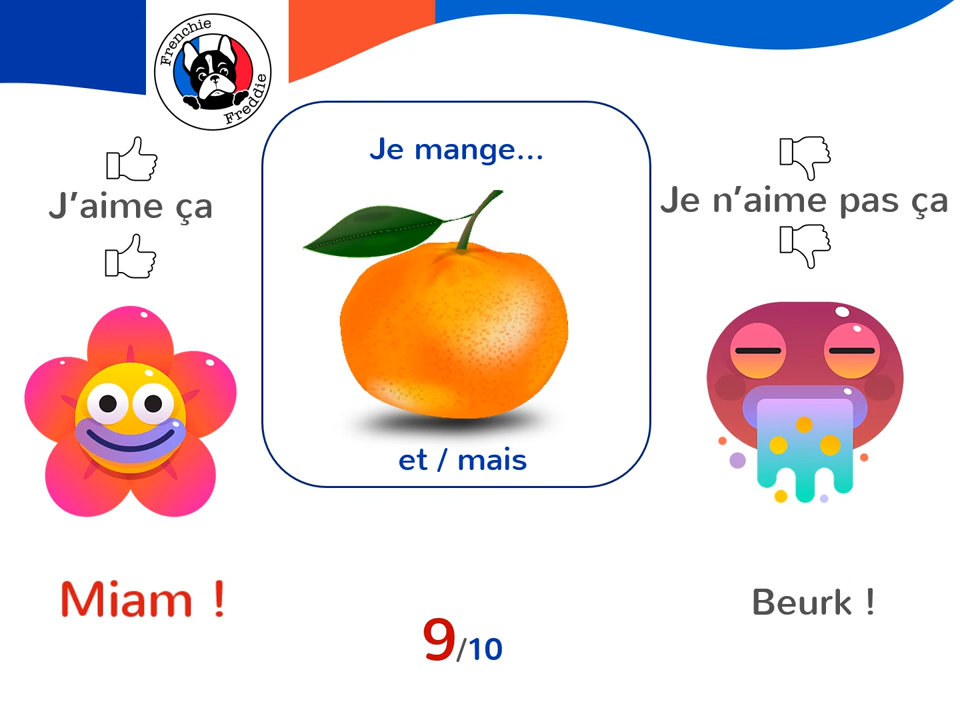 Frenchie
Freddie
Je mange...
J'aime ça
Je n'aime pas ça
et / mais
Miam !
Beurk !
9/10